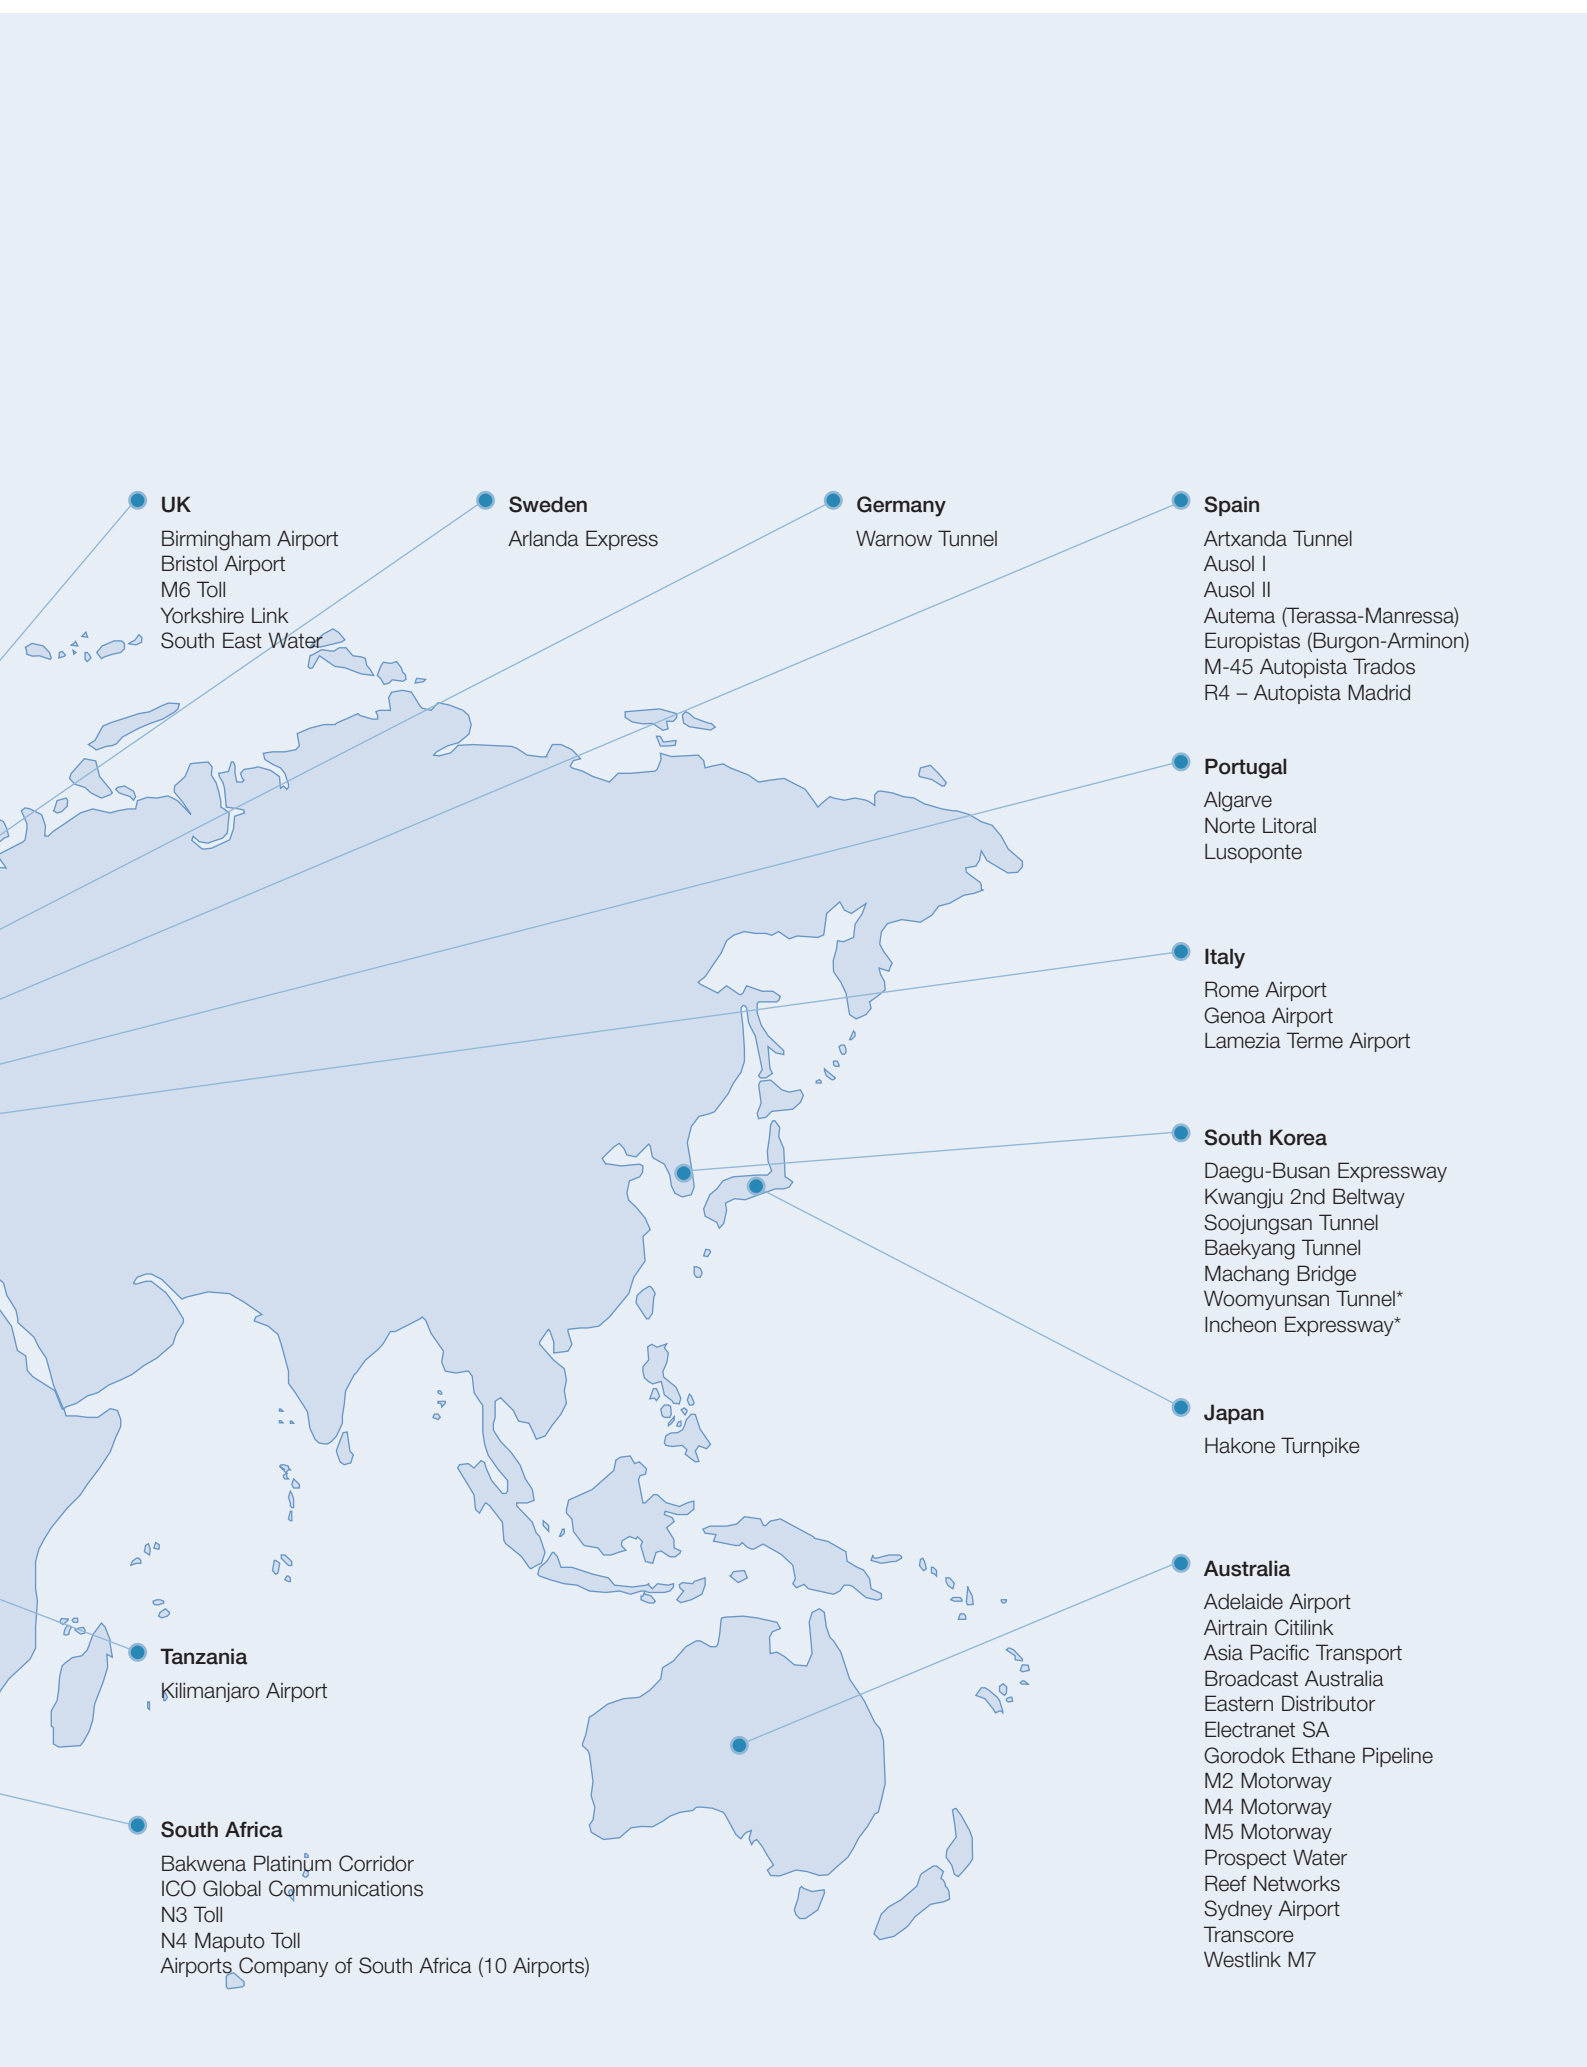 UK
Birmingham Airport
Bristol Airport
M6 Toll
Yorkshire Link
South East Water
Sweden
Arlanda Express
Germany
Warnow Tunnel
Spain
Artxanda Tunnel
Ausol I
Ausol II
Autema (Terassa-Manressa)
Europistas (Burgon-Arminon)
M-45 Autopista Trados
R4 – Autopista Madrid
Portugal
Algarve
Norte Litoral
Lusoponte
Italy
Rome Airport
Genoa Airport
Lamezia Terme Airport
South Korea
Daegu-Busan Expressway
Kwangju 2nd Beltway
Soojungsan Tunnel
Baekyang Tunnel
Machang Bridge
Woomyunsan Tunnel*
Incheon Expressway*
Japan
Hakone Turnpike
Australia
Adelaide Airport
Airtrain Citilink
Asia Pacific Transport
Broadcast Australia
Eastern Distributor
Electranet SA
Gorodok Ethane Pipeline
M2 Motorway
M4 Motorway
M5 Motorway
Prospect Water
Reef Networks
Sydney Airport
Transcore
Westlink M7
Tanzania
Kilimanjaro Airport
South Africa
Bakwena Platinum Corridor
ICO Global Communications
N3 Toll
N4 Maputo Toll
Airports Company of South Africa (10 Airports)